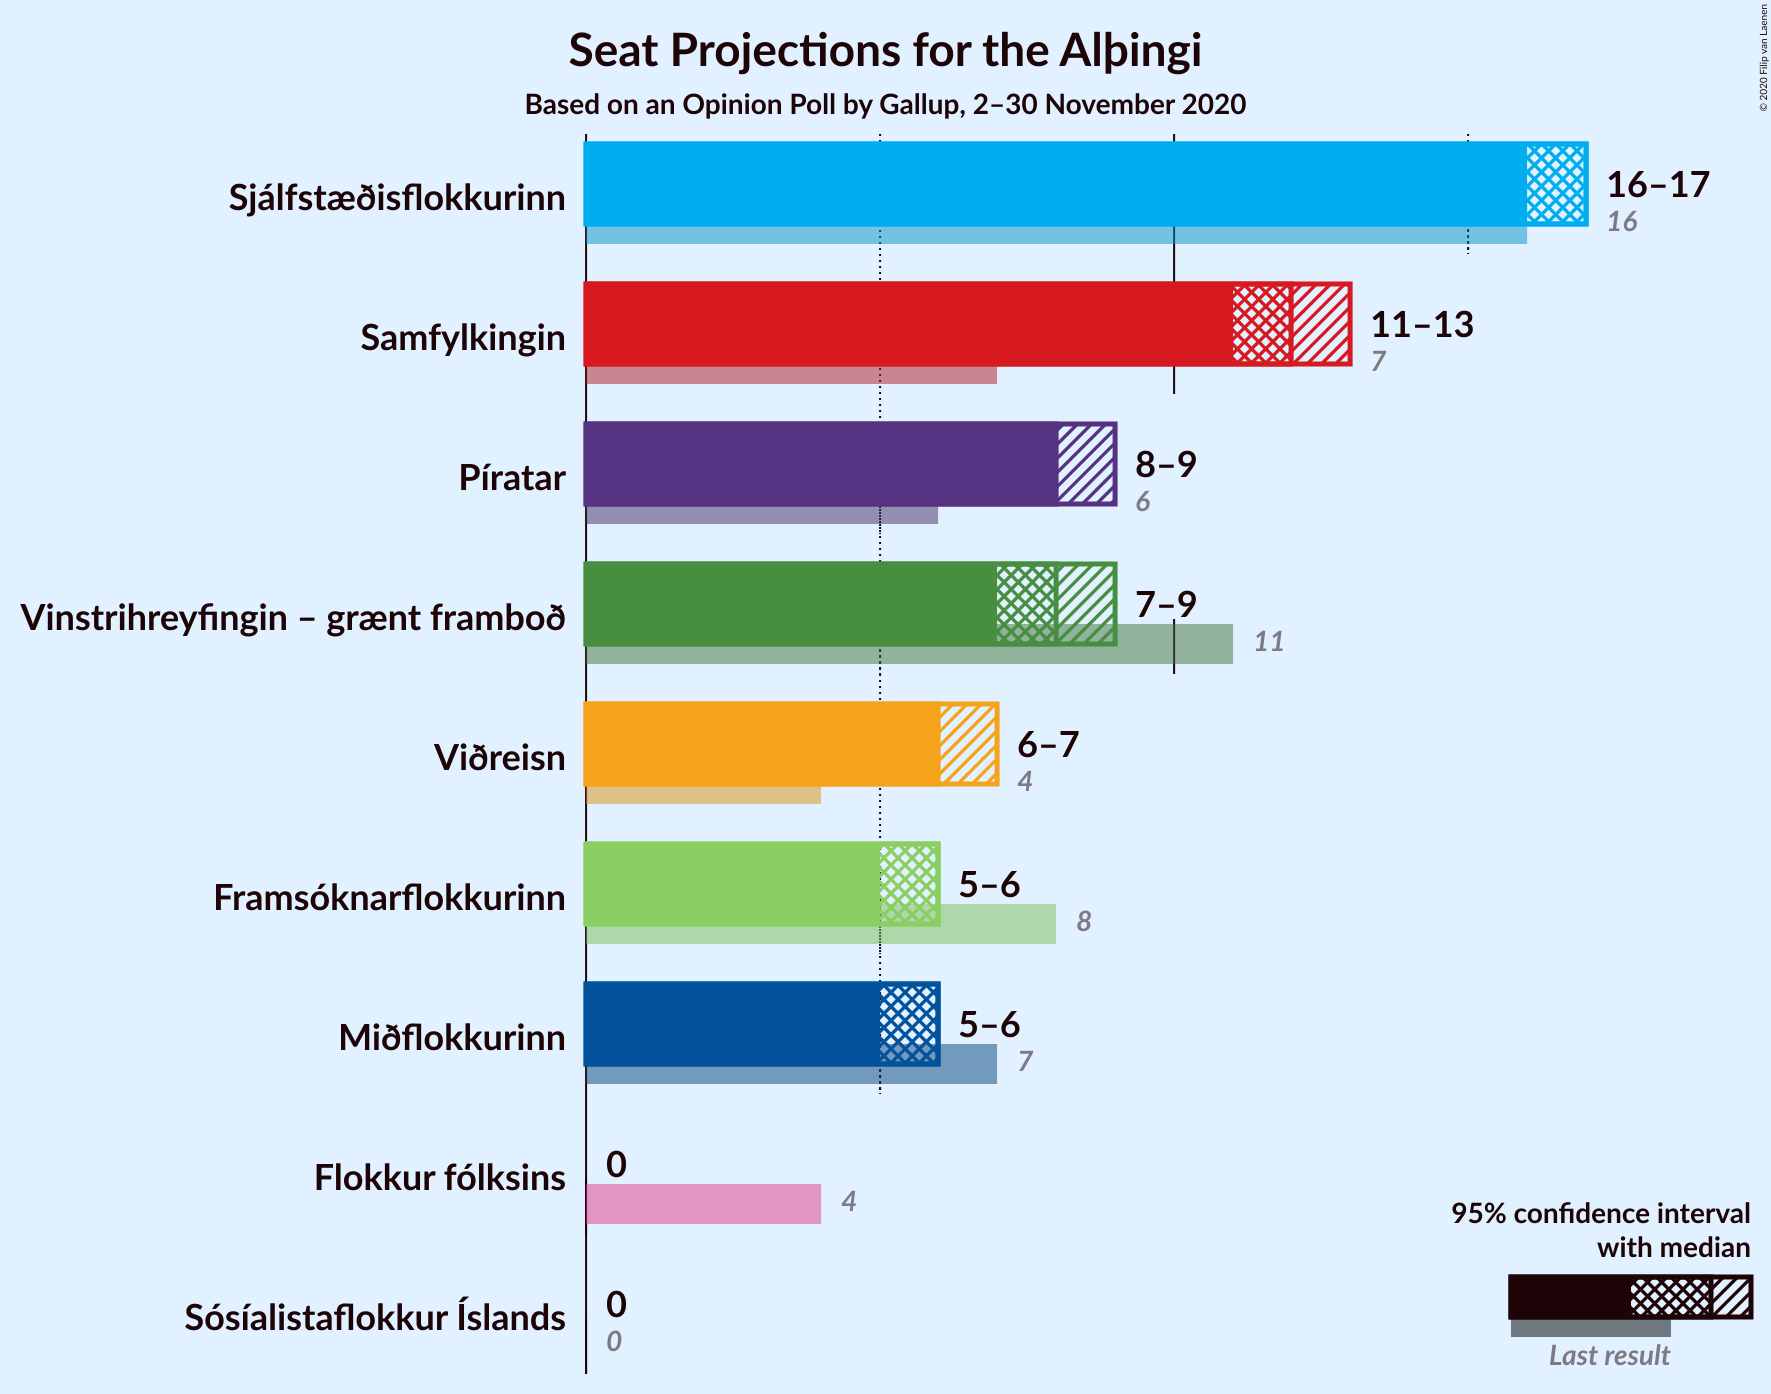 Seat Projections for the Alþingi
Based on an Opinion Poll by Gallup, 2–30 November 2020
© 2020 Filip van Laenen
Sjálfstæðisflokkurinn
16–17
16
Samfylkingin
11–13
7
Píratar
8–9
6
Vinstrihreyfingin – grænt framboð
7–9
11
Viðreisn
6–7
4
Framsóknarflokkurinn
5–6
8
Miðflokkurinn
5–6
7
Flokkur fólksins
0
4
Sósíalistaflokkur Íslands
0
0
95% confidence interval
with median
Last result